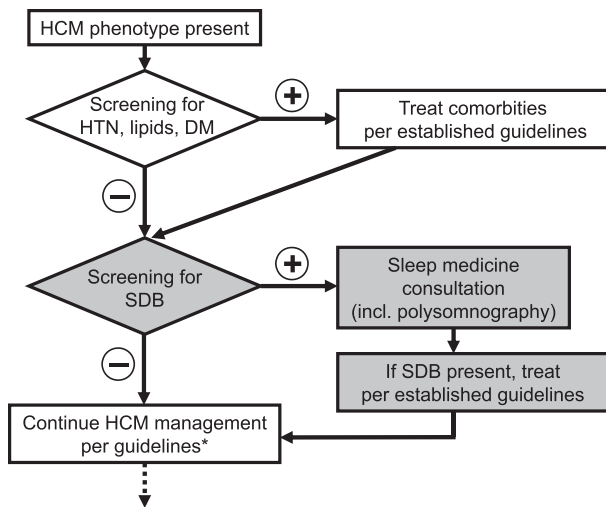 HCM phenotype present
Screening for
HTN, lipids, DM
+
Treat comorbities
per established guidelines
−
Screening for
SDB
+
Sleep medicine
consultation
(incl. polysomnography)
−
If SDB present, treat
per established guidelines
Continue HCM management
per guidelines*